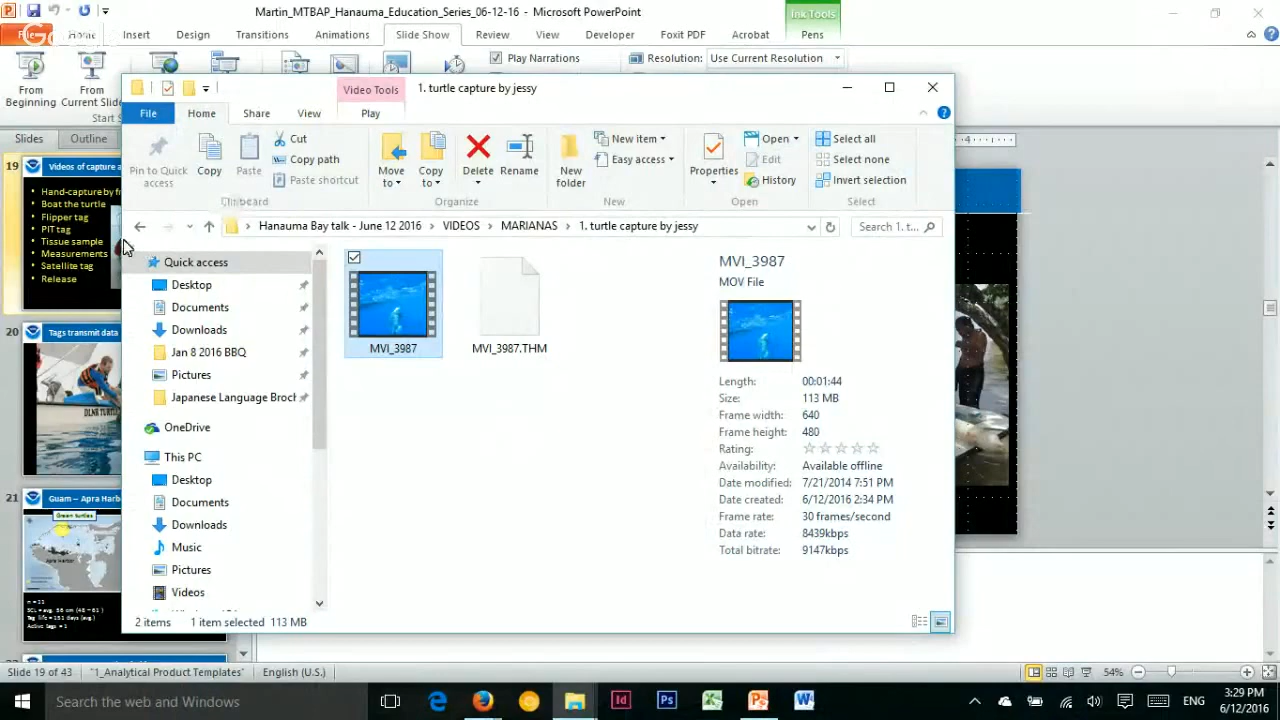 Martin_MTBAP_Hanauma_Education_Series_06-12-16 - Microsoft PowerPoint
Ink Tools
File
Home
Insert
Design
Transitions
Animations
Slide Show
Review
View
Developer
Foxit PDF
Acrobat
Pens
From Beginning
From Current Slide
Play Narrations
Resolution:
Use Current Resolution
Slides
Outline
19
Videos of capture a
Hand-capture by fr
Boat the turtle
Flipper tag
PIT tag
Tissue sample
Measurements
Satellite tag
Release
20
Tags transmit data
DLNR TURTLE
21
Guam – Apra Harb
Green turtles
Apra Harbor
Video Tools
1. turtle capture by jessy
File
Home
Share
View
Play
Pin to Quick access
Copy
Paste
Cut
Copy path
Paste shortcut
Move to
Copy to
Delete
Rename
New folder
New item
Easy access
Properties
Open
Edit
History
Select all
Select none
Invert selection
Clipboard
Organize
New
Open
Select
Hanauma Bay talk - June 12 2016
VIDEOS
MARIANAS
1. turtle capture by jessy
Search 1. t...
Quick access
Desktop
Documents
Downloads
Jan 8 2016 BBQ
Pictures
Japanese Language Broch
OneDrive
This PC
Desktop
Documents
Downloads
Music
Pictures
Videos
MVI_3987
MVI_3987.THM
MVI_3987
MOV File
Length: 00:01:44
Size: 113 MB
Frame width: 640
Frame height: 480
Rating:
Availability: Available offline
Date modified: 7/21/2014 7:51 PM
Date created: 6/12/2016 2:34 PM
Frame rate: 30 frames/second
Data rate: 8439kbps
Total bitrate: 9147kbps
2 items
1 item selected 113 MB
Slide 19 of 43
"1_Analytical Product Templates"
English (U.S.)
54%
Search the web and Windows
ENG
3:29 PM
6/12/2016